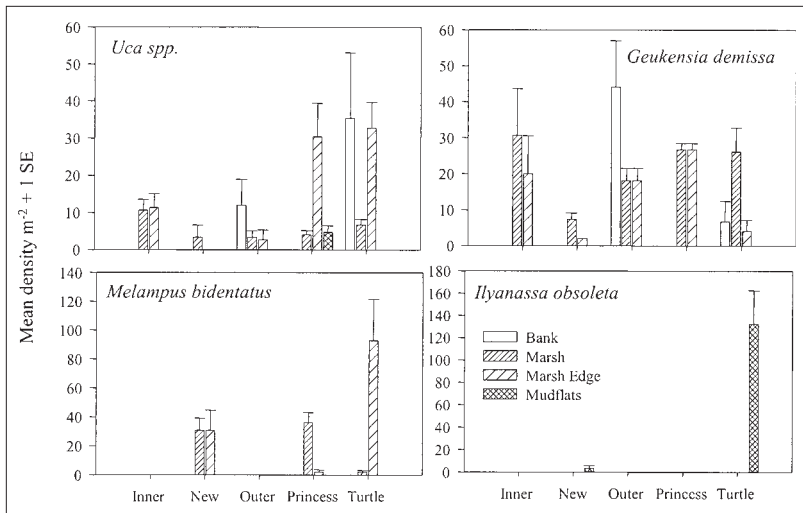 Mean density m⁻² + 1 SE
Uca spp.
60
50
40
30
20
10
0
Geukensia demissa
60
50
40
30
20
10
0
Melampus bidentatus
140
120
100
80
60
40
20
0
Inner New Outer Princess Turtle
Ilyanassa obsoleta
180
160
140
120
100
80
60
40
20
0
Bank
Marsh
Marsh Edge
Mudflats
Inner New Outer Princess Turtle